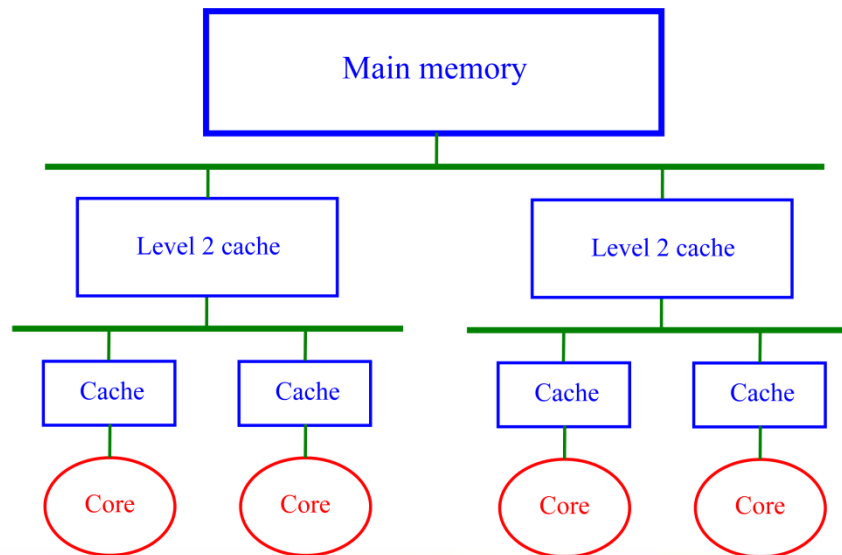 Main memory
Level 2 cache
Level 2 cache
Cache
Cache
Cache
Cache
Core
Core
Core
Core